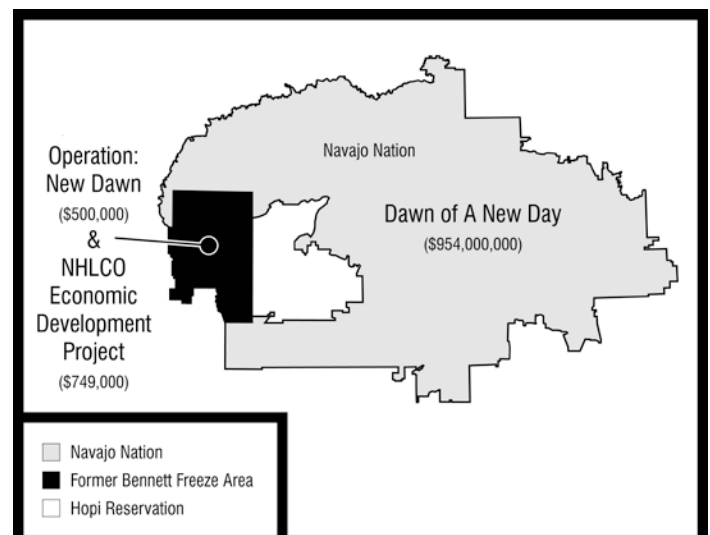 Navajo Nation
Operation:
New Dawn
($500,000)
&
NHLCO
Economic
Development
Project
($749,000)
Dawn of A New Day
($954,000,000)
Navajo Nation
Former Bennett Freeze Area
Hopi Reservation